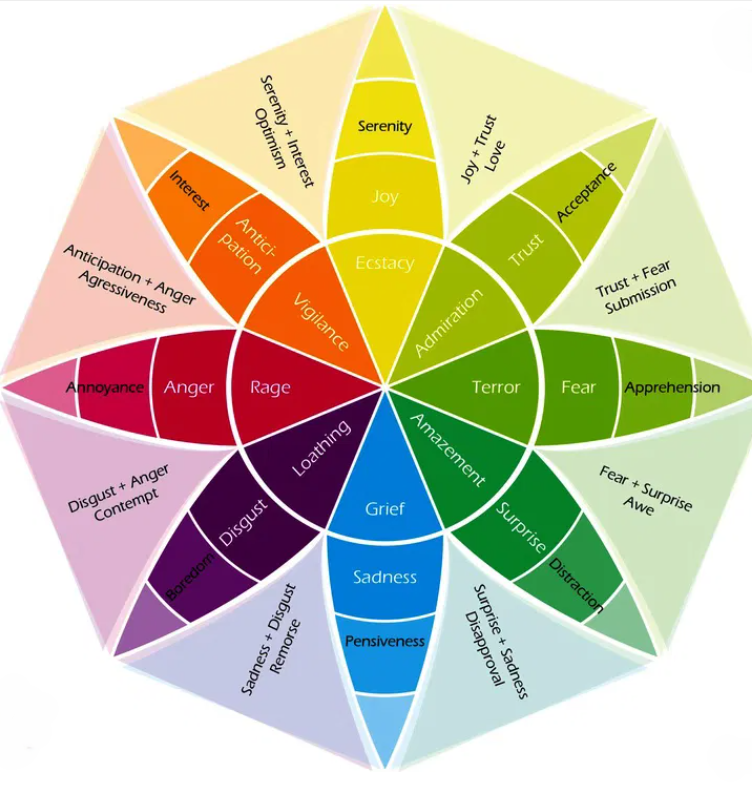 Serenity + Interest
Optimism
Serenity
Joy
Ecstacy
Joy + Trust
Love
Interest
Antici-
pation
Vigilance
Acceptance
Trust
Admiration
Anticipation + Anger
Agressiveness
Trust + Fear
Submission
Annoyance
Anger
Rage
Terror
Fear
Apprehension
Disgust + Anger
Contempt
Loathing
Disgust
Boredom
Grief
Sadness
Pensiveness
Amazement
Surprise
Distraction
Fear + Surprise
Awe
Sadness + Disgust
Remorse
Surprise + Sadness
Disapproval